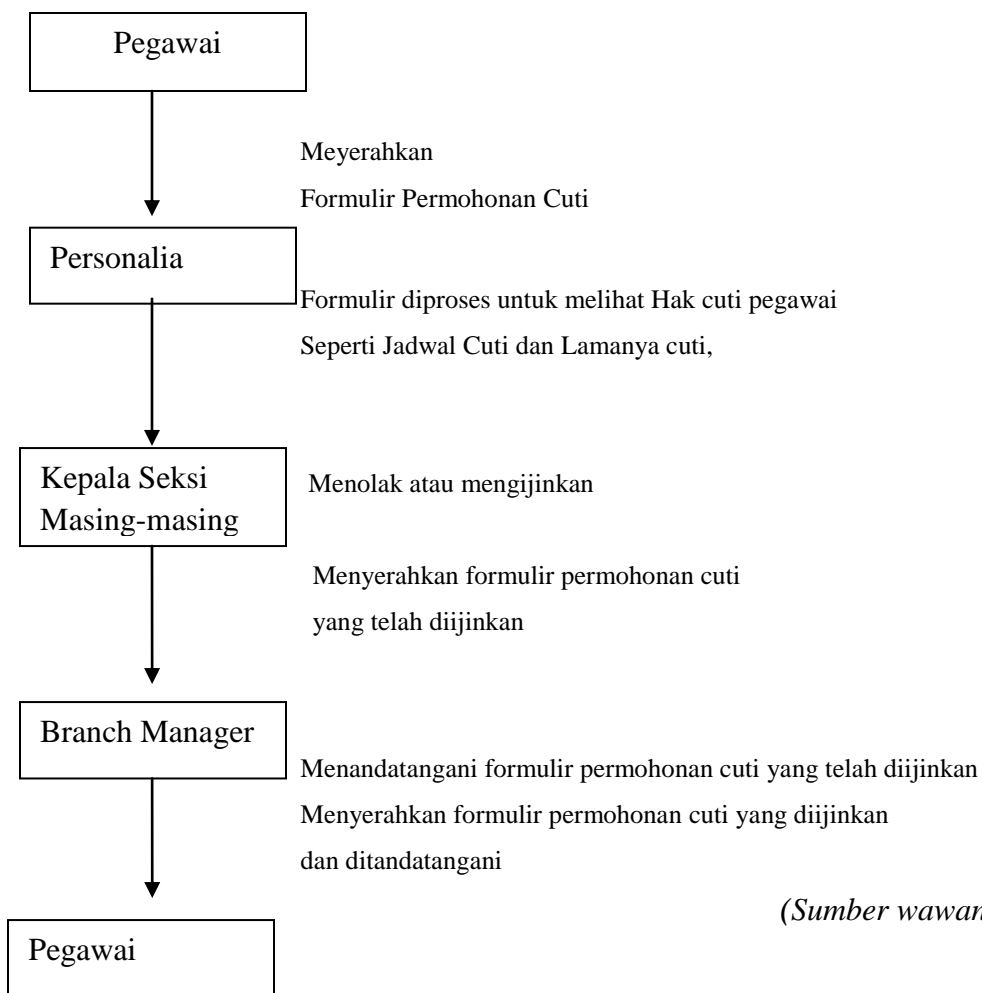 Pegawai
Meyerahkan
Formulir Permohonan Cuti
Personalia
Formulir diproses untuk melihat Hak cuti pegawai
Seperti Jadwal Cuti dan Lamanya cuti,
Kepala Seksi
Masing-masing
Menolak atau mengijinkan
Menyerahkan formulir permohonan cuti
yang telah diijinkan
Branch Manager
Menandatangani formulir permohonan cuti yang telah diijinkan
Menyerahkan formulir permohonan cuti yang diijinkan
dan ditandatangani
(Sumber
Pegawai